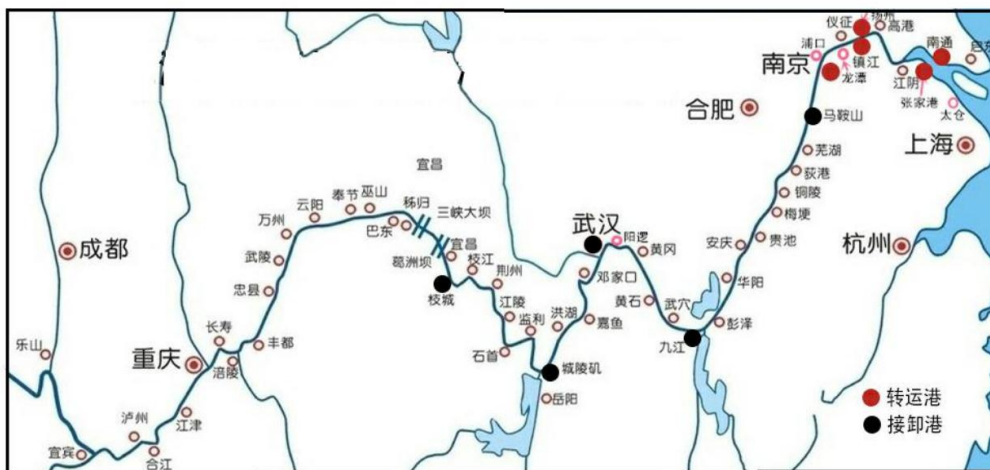 扬州
仪征
高港
浦口
南京
镇江
龙潭
南通
启东
江阴
张家港
太仓
合肥
马鞍山
上海
芜湖
荻港
铜陵
梅埂
宜昌
奉节
巫山
秭归
云阳
三峡大坝
万州
巴东
武汉
阳逻
安庆
贵池
杭州
成都
武陵
葛洲坝
宜昌
枝江
荆州
黄冈
邓家口
华阳
忠县
枝城
江陵
黄石
武穴
彭泽
监利
洪湖
嘉鱼
九江
长寿
丰都
乐山
重庆
涪陵
石首
城陵矶
岳阳
转运港
接卸港
泸州
江津
宜宾
合江